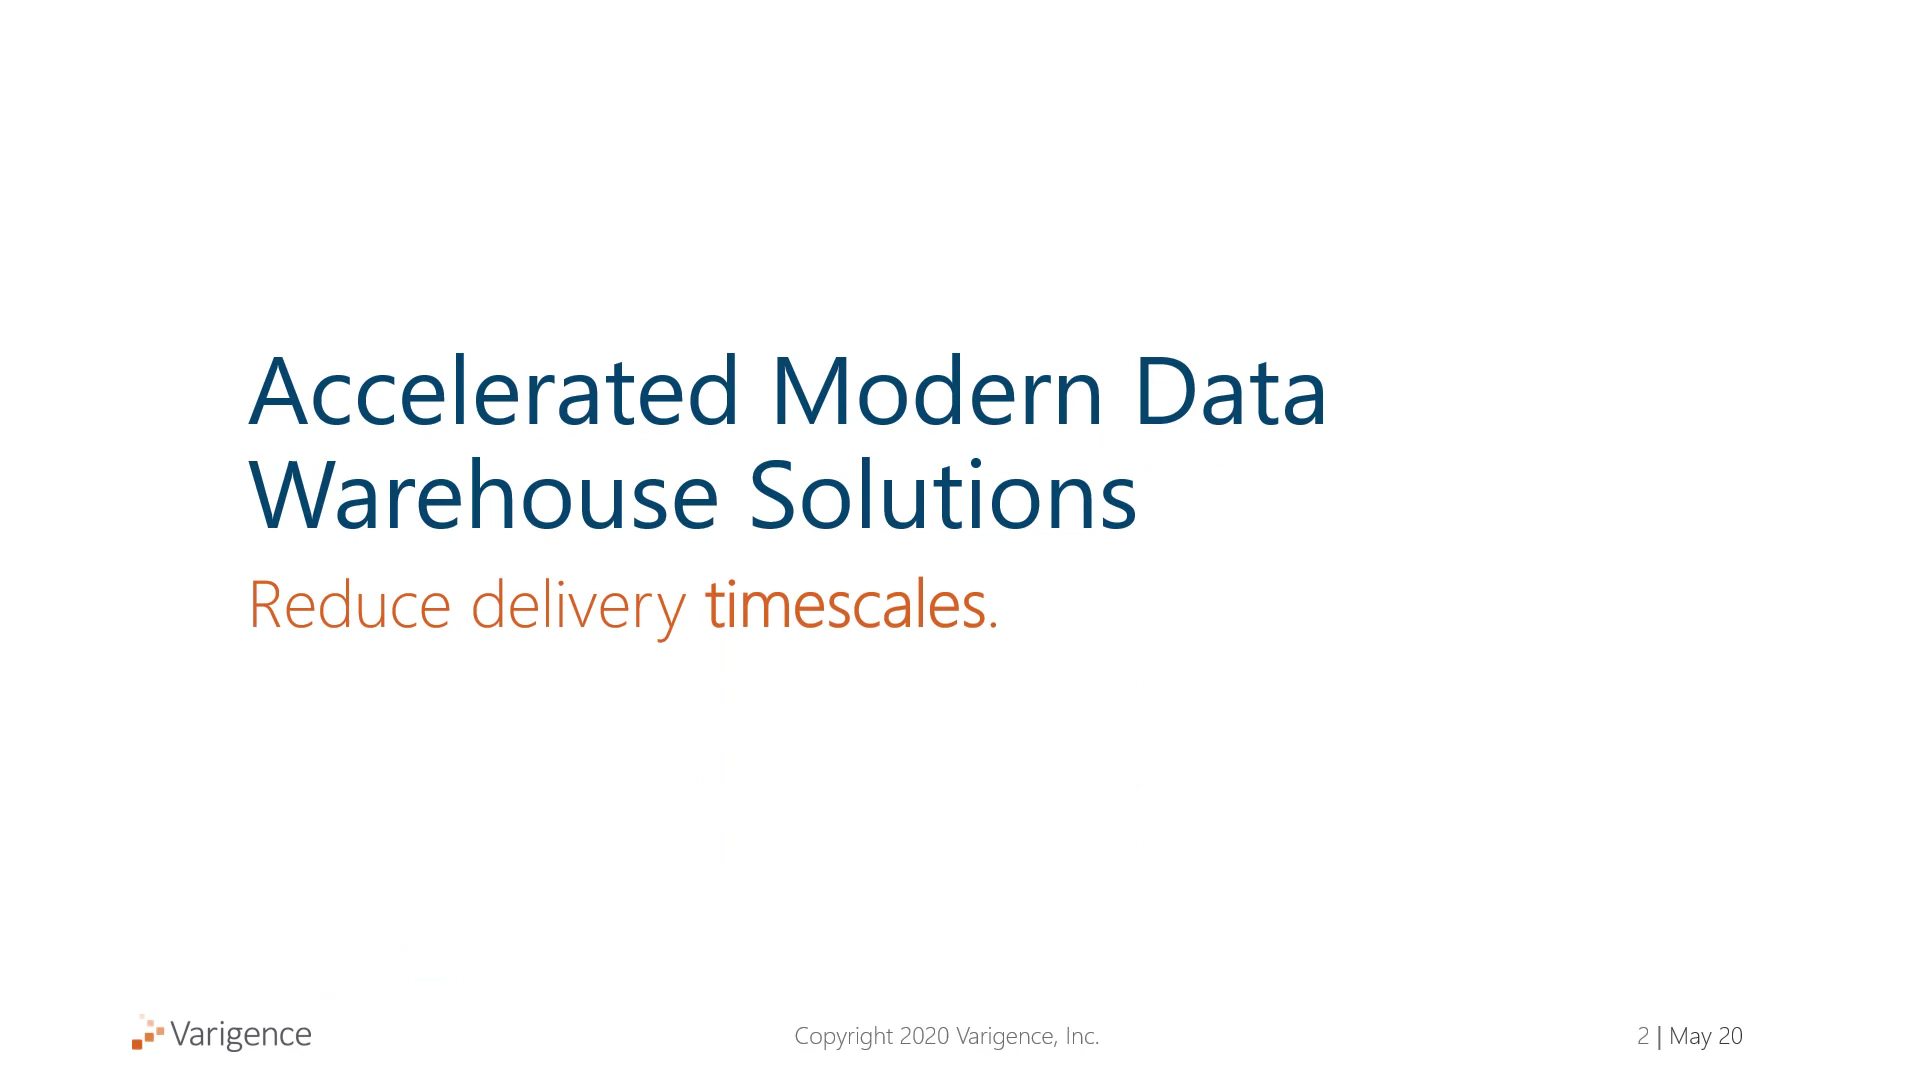 Accelerated Modern Data
Warehouse Solutions
Reduce delivery timescales.
Varigence
Copyright 2020 Varigence, Inc.
2 | May 20